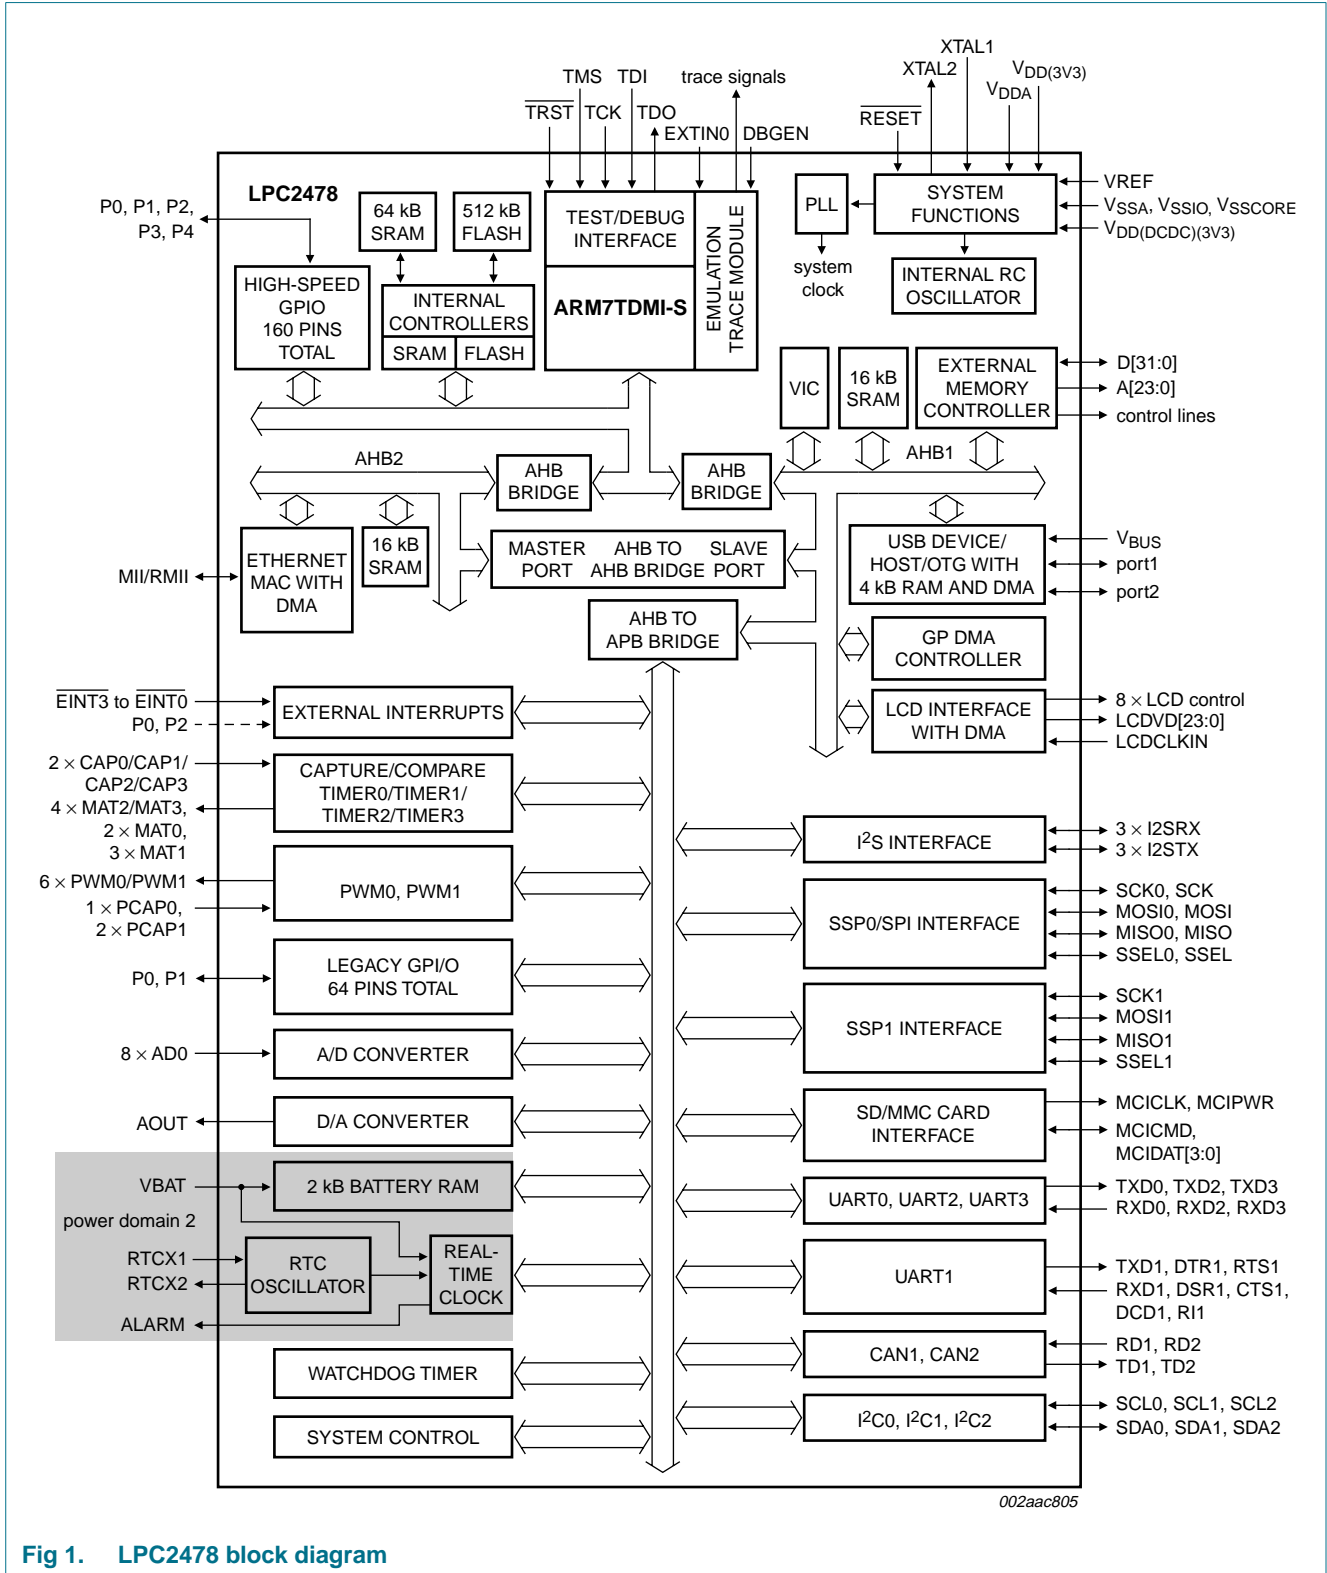 XTAL1
XTAL2
VDD(3V3)
VDDA
TMS TDI trace signals
TRST TCK TDO
RESET
EXTIN0 DBGEN
LPC2478
P0, P1, P2,
P3, P4
64 kB
SRAM
512 kB
FLASH
TEST/DEBUG
INTERFACE
EMULATION
TRACE MODULE
PLL
SYSTEM
FUNCTIONS
VREF
VSSA, VSSIO, VSSCORE
VDD(DCDC)(3V3)
system
clock
INTERNAL RC
OSCILLATOR
HIGH-SPEED
GPIO
160 PINS
TOTAL
INTERNAL
CONTROLLERS
SRAM FLASH
ARM7TDMI-S
VIC
16 kB
SRAM
EXTERNAL
MEMORY
CONTROLLER
D[31:0]
A[23:0]
control lines
AHB2
AHB
BRIDGE
AHB
BRIDGE
AHB1
ETHERNET
MAC WITH
DMA
MII/RMII
16 kB
SRAM
MASTER
PORT
AHB TO
AHB BRIDGE
SLAVE
PORT
USB DEVICE/
HOST/OTG WITH
4 kB RAM AND DMA
VBUS
port1
port2
AHB TO
APB BRIDGE
GP DMA
CONTROLLER
LCD INTERFACE
WITH DMA
8 × LCD control
LCDVD[23:0]
LCDCLKIN
EINT3 to EINT0
P0, P2
EXTERNAL INTERRUPTS
2 × CAP0/CAP1/
CAP2/CAP3
4 × MAT2/MAT3,
2 × MAT0,
3 × MAT1
CAPTURE/COMPARE
TIMER0/TIMER1/
TIMER2/TIMER3
I2S INTERFACE
3 × I2SRX
3 × I2STX
6 × PWM0/PWM1
1 × PCAP0,
2 × PCAP1
PWM0, PWM1
SSP0/SPI INTERFACE
SCK0, SCK
MOSI0, MOSI
MISO0, MISO
SSEL0, SSEL
P0, P1
LEGACY GPI/O
64 PINS TOTAL
SSP1 INTERFACE
SCK1
MOSI1
MISO1
SSEL1
8 × AD0
A/D CONVERTER
AOUT
D/A CONVERTER
SD/MMC CARD
INTERFACE
MCICLK, MCIPWR
MCICMD,
MCIDAT[3:0]
VBAT
2 kB BATTERY RAM
power domain 2
UART0, UART2, UART3
TXD0, TXD2, TXD3
RXD0, RXD2, RXD3
RTCX1
RTCX2
RTC
OSCILLATOR
REAL-
TIME
CLOCK
ALARM
UART1
TXD1, DTR1, RTS1
RXD1, DSR1, CTS1,
DCD1, RI1
WATCHDOG TIMER
CAN1, CAN2
RD1, RD2
TD1, TD2
SYSTEM CONTROL
I2C0, I2C1, I2C2
SCL0, SCL1, SCL2
SDA0, SDA1, SDA2
002aac805
Fig 1. LPC2478 block diagram